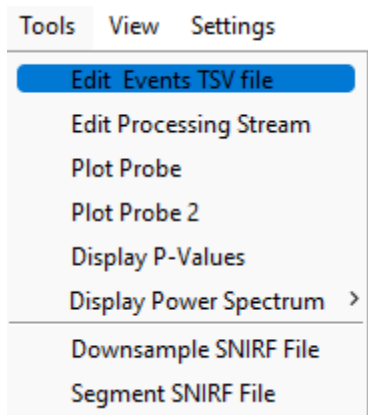 Tools View Settings
Edit Events TSV file
Edit Processing Stream
Plot Probe
Plot Probe 2
Display P-Values
Display Power Spectrum >
Downsample SNIRF File
Segment SNIRF File